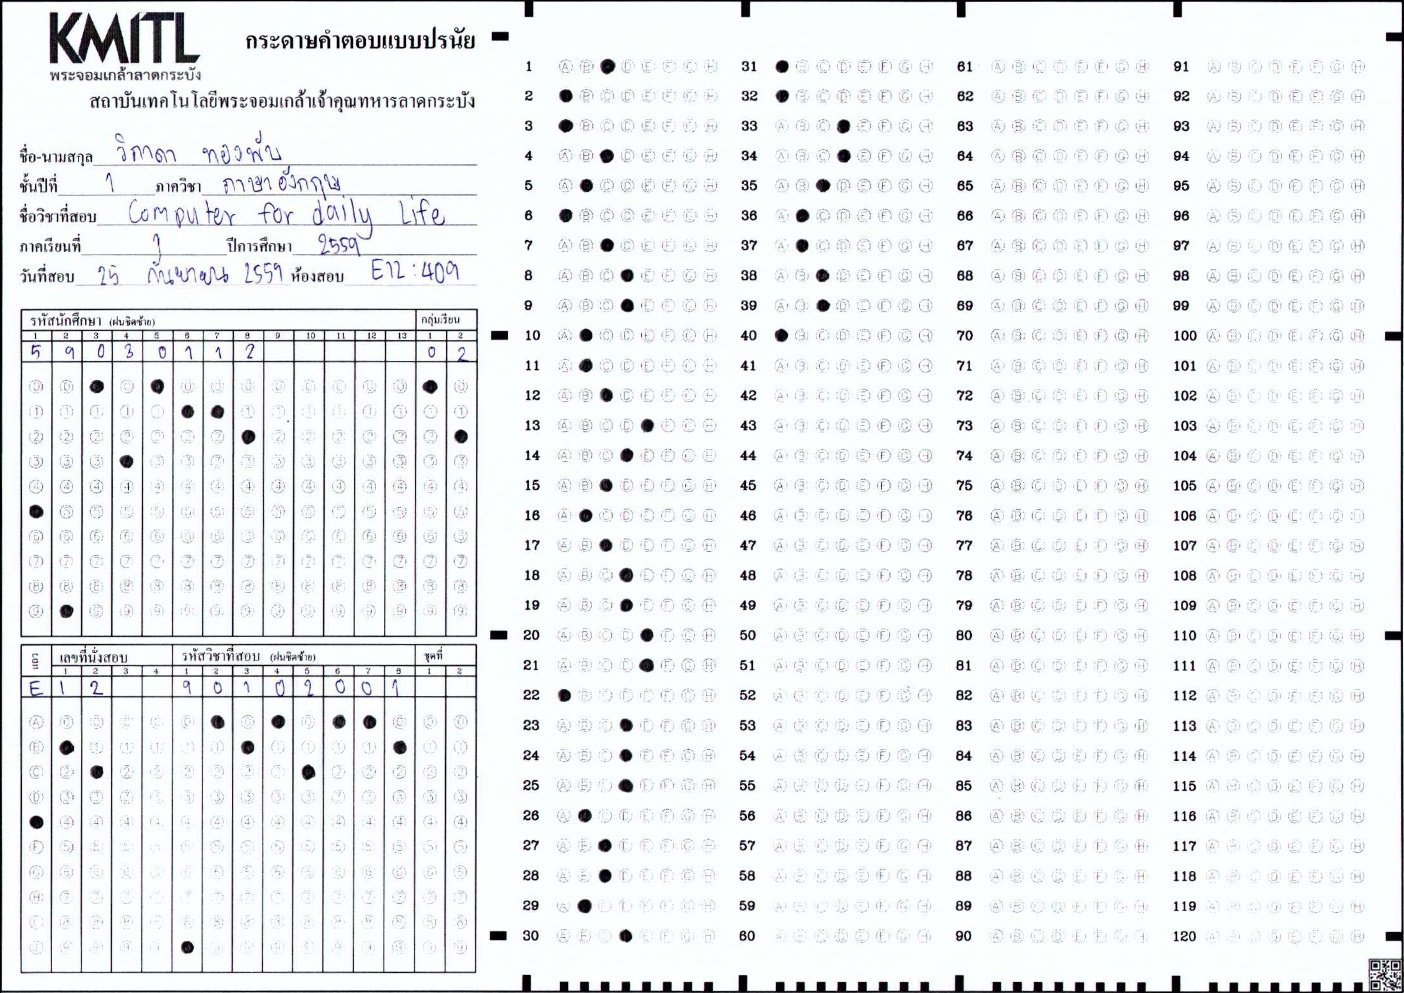 KMITL
พระจอมเกล้าลาดกระบัง
กระดาษคำตอบแบบปรนัย
สถาบันเทคโนโลยีพระจอมเกล้าเจ้าคุณทหารลาดกระบัง
ชื่อ-นามสกุล วิภาดา ทองพับ
ชั้นปีที่ 1 ภาควิชา ภาษาอังกฤษ
ชื่อวิชาที่สอบ Computer for daily Life
ภาคเรียนที่ 1 ปีการศึกษา 2559
วันที่สอบ 25 กันยายน 2559 ห้องสอบ E12:409
รหัสนักศึกษา (ฝนชิดซ้าย) กลุ่มเรียน
1 2 3 4 5 6 7 8 9 10 11 12 13 1 2
5 9 0 3 0 1 1 2 0 2
แถว เลขที่นั่งสอบ รหัสวิชาที่สอบ (ฝนชิดซ้าย) ชุดที่
1 2 3 4 1 2 3 4 5 6 7 8 1 2
E 1 2 9 0 1 0 2 0 0 1
1 31 61 91
2 32 62 92
3 33 63 93
4 34 64 94
5 35 65 95
6 36 66 96
7 37 67 97
8 38 68 98
9 39 69 99
10 40 70 100
11 41 71 101
12 42 72 102
13 43 73 103
14 44 74 104
15 45 75 105
16 46 76 106
17 47 77 107
18 48 78 108
19 49 79 109
20 50 80 110
21 51 81 111
22 52 82 112
23 53 83 113
24 54 84 114
25 55 85 115
26 56 86 116
27 57 87 117
28 58 88 118
29 59 89 119
30 60 90 120